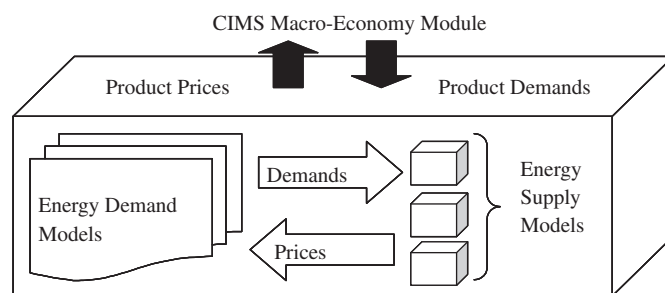 CIMS Macro-Economy Module
Product Prices
Product Demands
Energy Demand
Models
Demands
Prices
Energy
Supply
Models